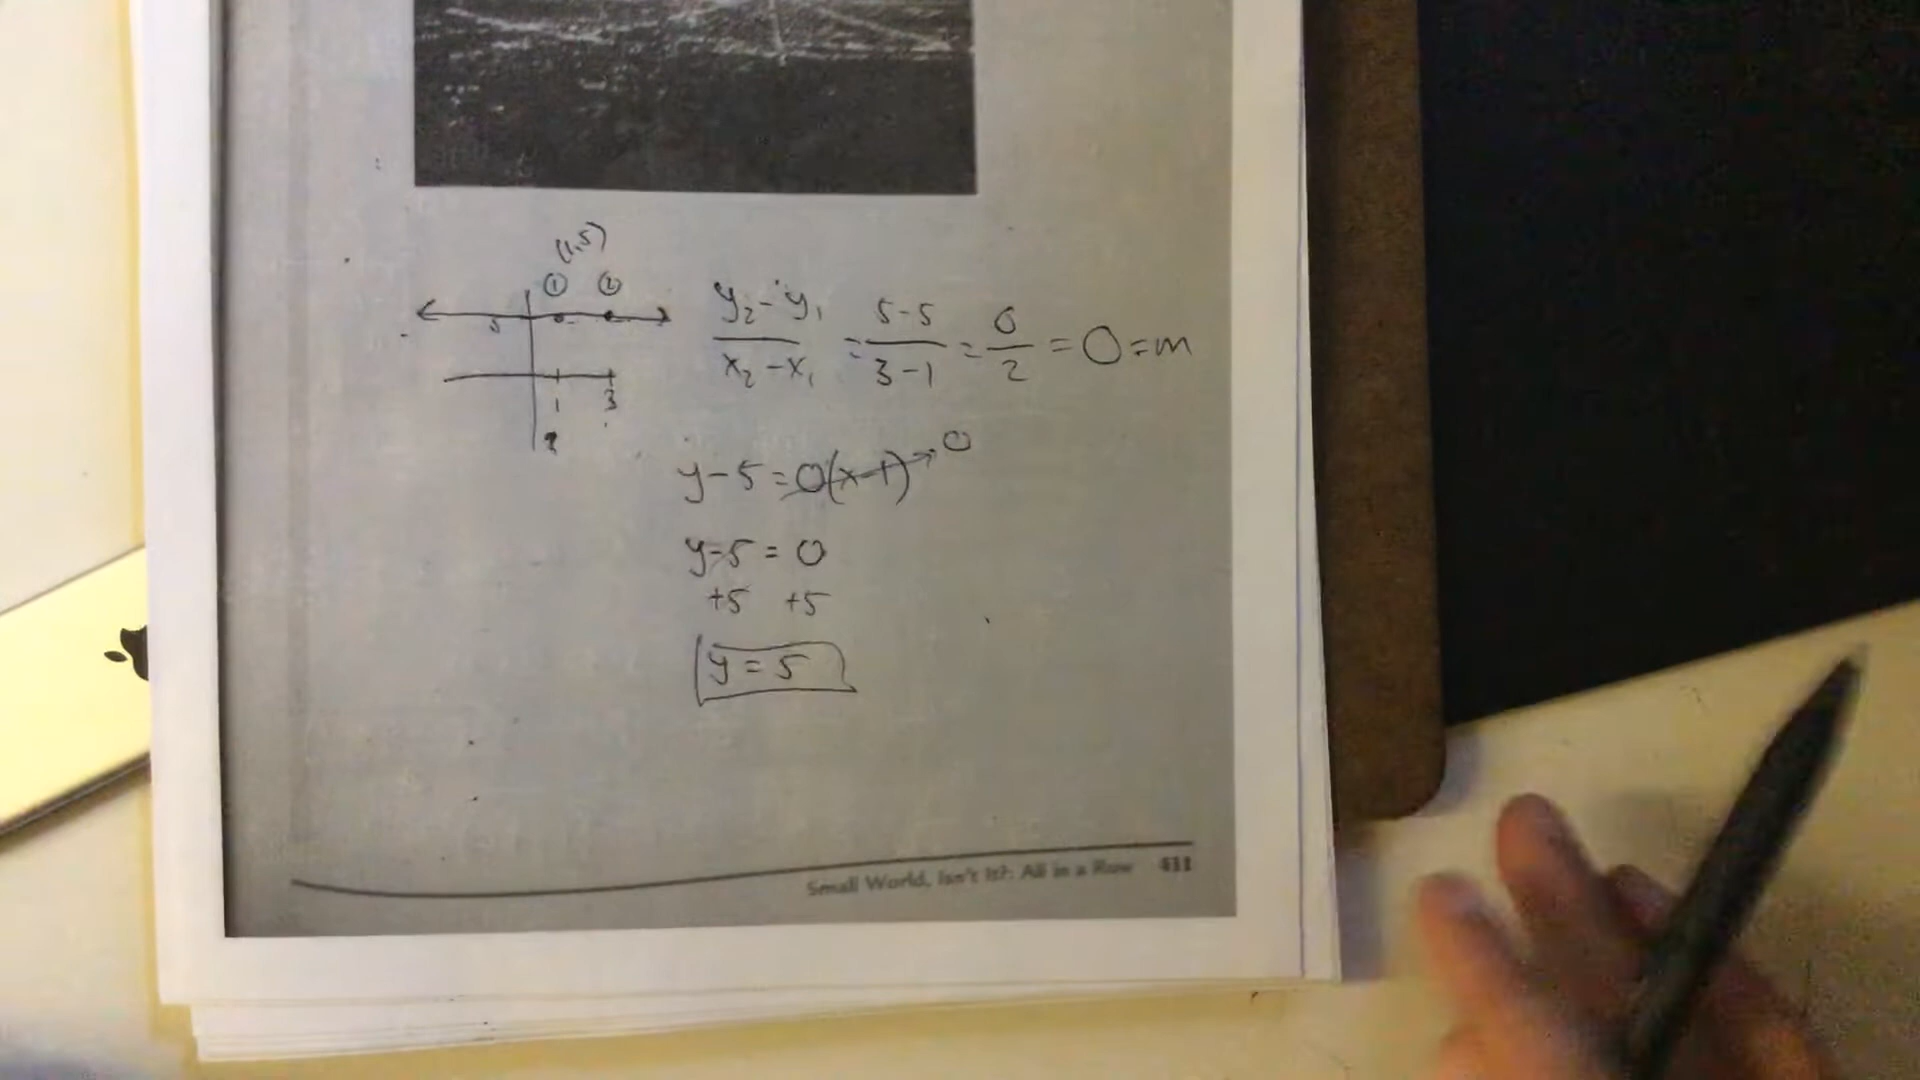 (1,5)
① ②
5
1 3
y₂-y₁ / x₂-x₁ = 5-5 / 3-1 = 0 / 2 = 0 = m
y-5=0(x-1)→0
y-5=0
+5 +5
y=5
Small World, Isn't It?: All in a Row 431